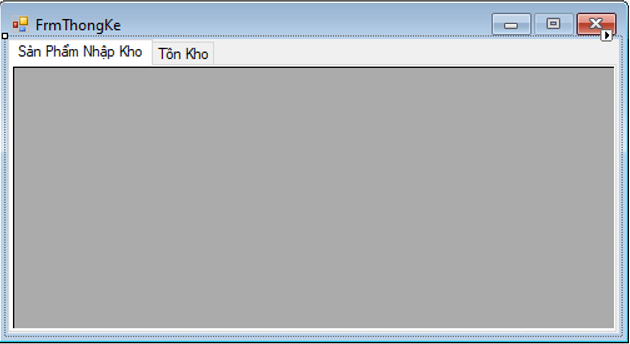 FrmThongKe
Sản Phẩm Nhập Kho
Tồn Kho